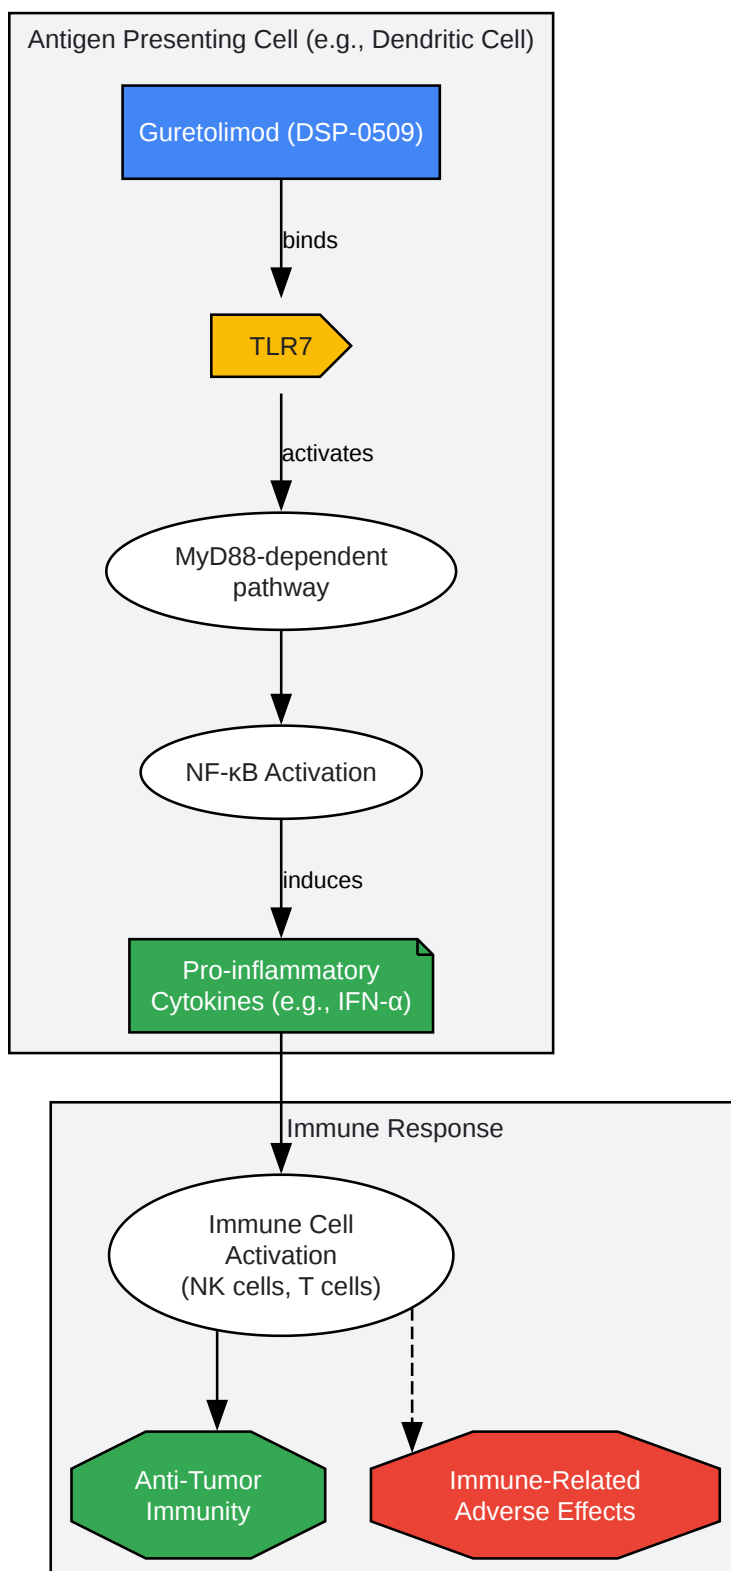 Antigen Presenting Cell (e.g., Dendritic Cell)
Guretolimod (DSP-0509)
binds
TLR7
activates
MyD88-dependent
pathway
NF-κB Activation
induces
Pro-inflammatory
Cytokines (e.g., IFN-α)
Immune Response
Immune Cell
Activation
(NK cells, T cells)
Anti-Tumor
Immunity
Immune-Related
Adverse Effects